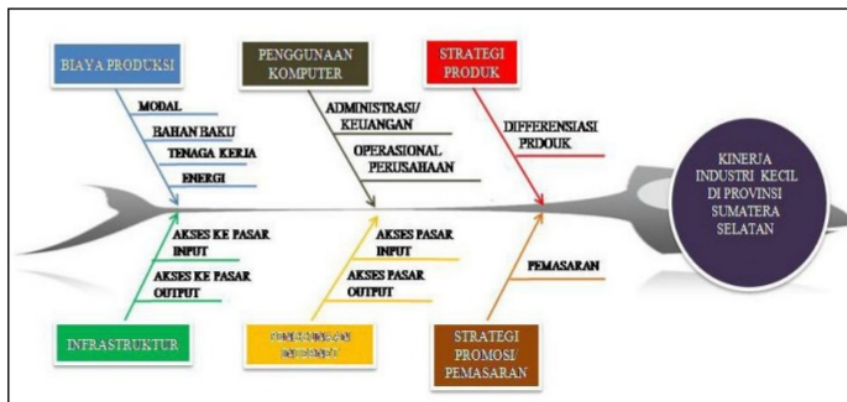 BIAYA PRODUKSI
MODAL
BAHAN BAKU
TENAGA KERJA
ENERGI
PENGGUNAAN
KOMPUTER
ADMINISTRASI/
KEUANGAN
OPERASIONAL
PERUSAHAAN
STRATEGI
PRODUK
DIFFERENSIASI
PRDOUK
KINERJA
INDUSTRI KECIL
DI PROVINSI
SUMATERA
SELATAN
AKSES KE PASAR
INPUT
AKSES KE PASAR
OUTPUT
INFRASTRUKTUR
AKSES PASAR
INPUT
AKSES PASAR
OUTPUT
INTERNET
PEMASARAN
STRATEGI
PROMOSI/
PEMASARAN